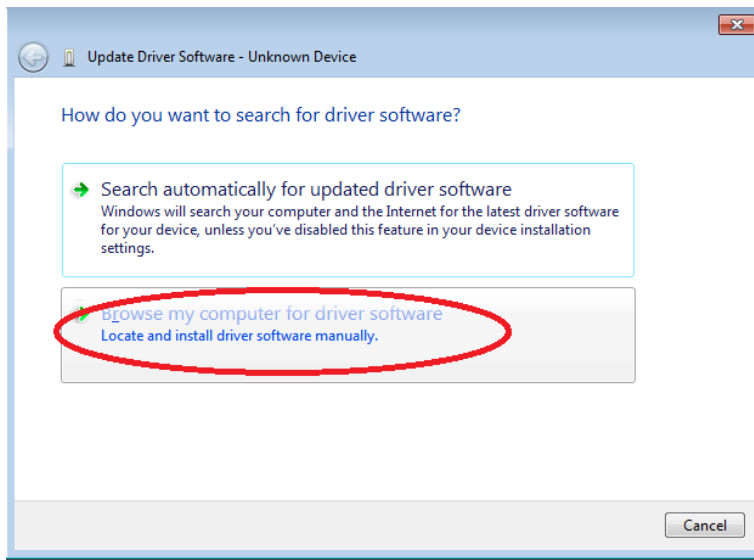 Update Driver Software - Unknown Device
How do you want to search for driver software?
Search automatically for updated driver software
Windows will search your computer and the Internet for the latest driver software
for your device, unless you've disabled this feature in your device installation
settings.
Browse my computer for driver software
Locate and install driver software manually.
Cancel